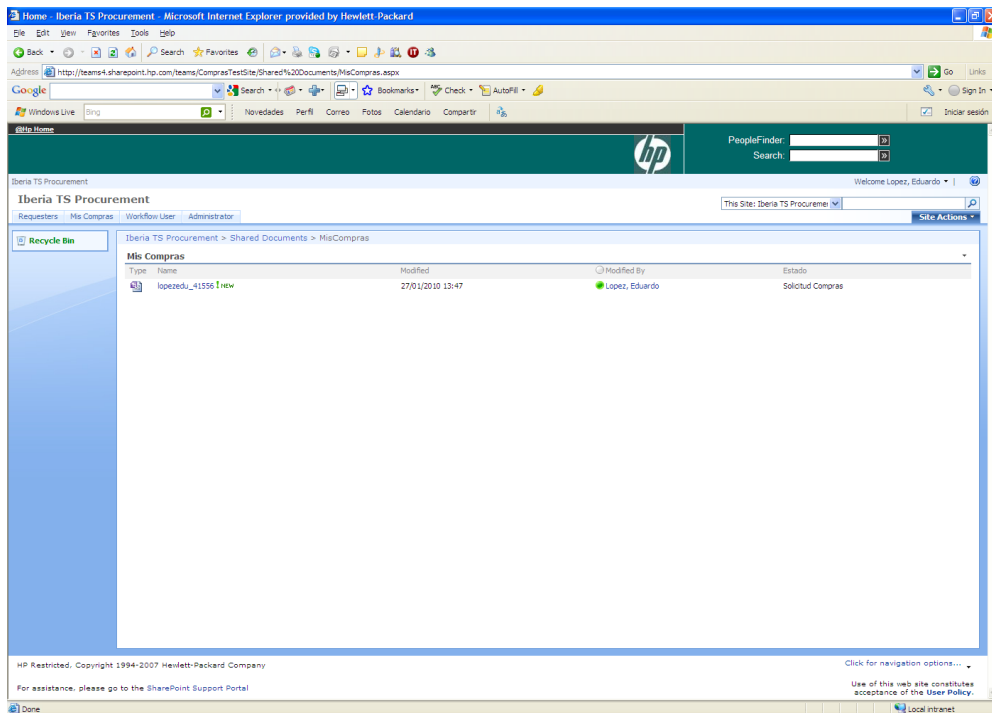 Home - Iberia TS Procurement - Microsoft Internet Explorer provided by Hewlett-Packard
File Edit View Favorites Tools Help
Back Search Favorites
Address http://teams4.sharepoint.hp.com/teams/ComprasTestSite/Shared%20Documents/MisCompras.aspx Go Links
Google Search Bookmarks Check AutoFill Sign In
Windows Live Bing Novedades Perfil Correo Fotos Calendario Compartir Iniciar sesión
@Hp Home
hp
PeopleFinder:
Search:
Iberia TS Procurement Welcome Lopez, Eduardo
Iberia TS Procurement This Site: Iberia TS Procuremer
Requesters Mis Compras Workflow User Administrator Site Actions
Recycle Bin Iberia TS Procurement > Shared Documents > MisCompras
Mis Compras
Type Name Modified Modified By Estado
lopezedu_41556 ! NEW 27/01/2010 13:47 Lopez, Eduardo Solicitud Compras
HP Restricted, Copyright 1994-2007 Hewlett-Packard Company Click for navigation options...
For assistance, please go to the SharePoint Support Portal Use of this web site constitutes
acceptance of the User Policy.
Done Local intranet